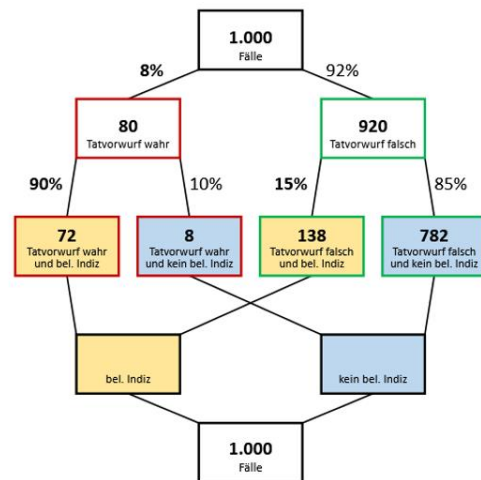 1.000
Fälle
8%
92%
80
Tatvorwurf wahr
920
Tatvorwurf falsch
90%
10%
15%
85%
72
Tatvorwurf wahr
und bel. Indiz
8
Tatvorwurf wahr
und kein bel. Indiz
138
Tatvorwurf falsch
und bel. Indiz
782
Tatvorwurf falsch
und kein bel. Indiz
bel. Indiz
kein bel. Indiz
1.000
Fälle